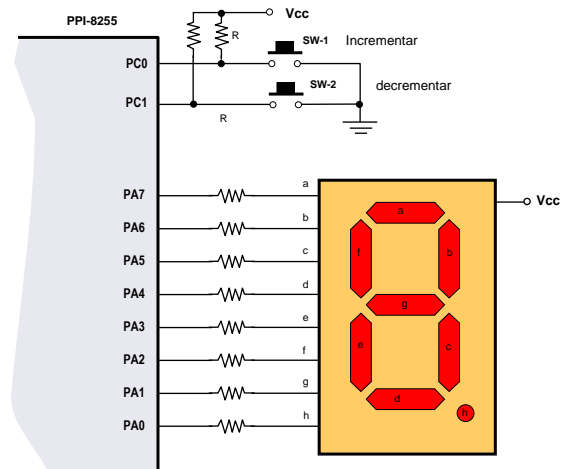 PPI-8255
Vcc
R
SW-1 Incrementar
PC0
SW-2 decrementar
PC1
R
PA7 a
Vcc
PA6 b
PA5 c
PA4 d
PA3 e
PA2 f
PA1 g
PA0 h
a
f b
g
e c
d
h